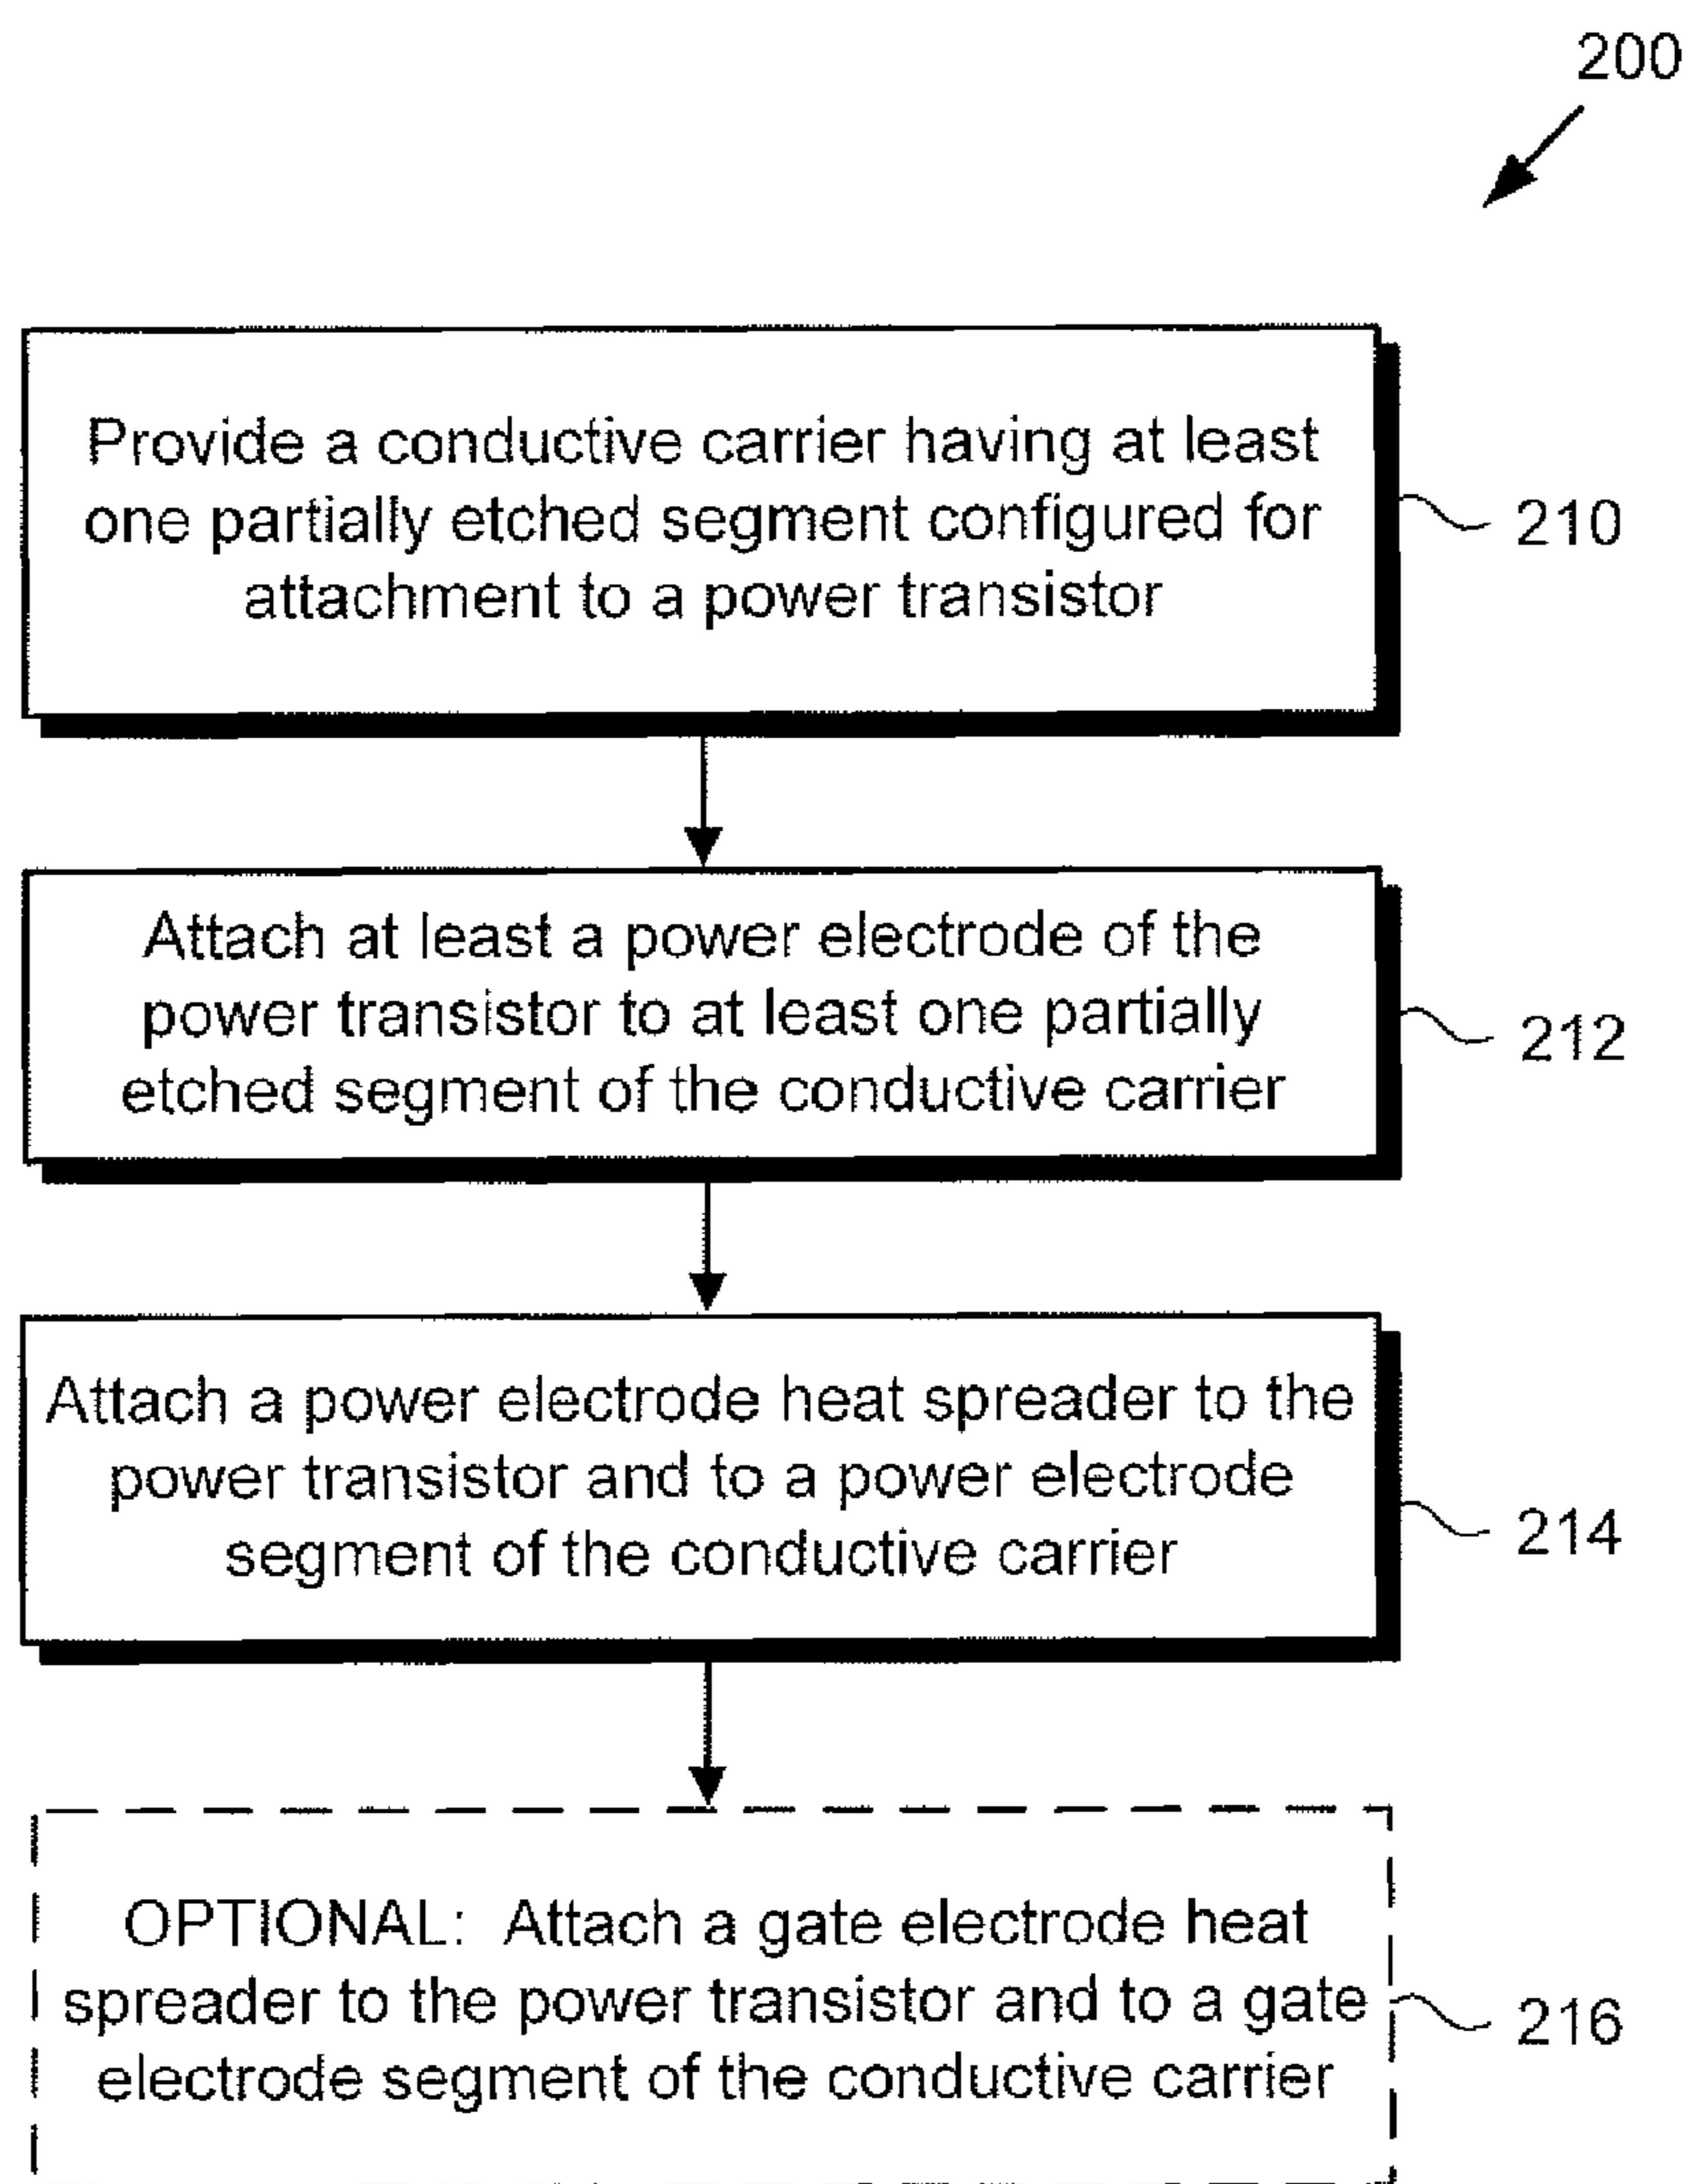 200
Provide a conductive carrier having at least
one partially etched segment configured for
attachment to a power transistor
210
Attach at least a power electrode of the
power transistor to at least one partially
etched segment of the conductive carrier
212
Attach a power electrode heat spreader to the
power transistor and to a power electrode
segment of the conductive carrier
214
OPTIONAL: Attach a gate electrode heat
spreader to the power transistor and to a gate
electrode segment of the conductive carrier
216